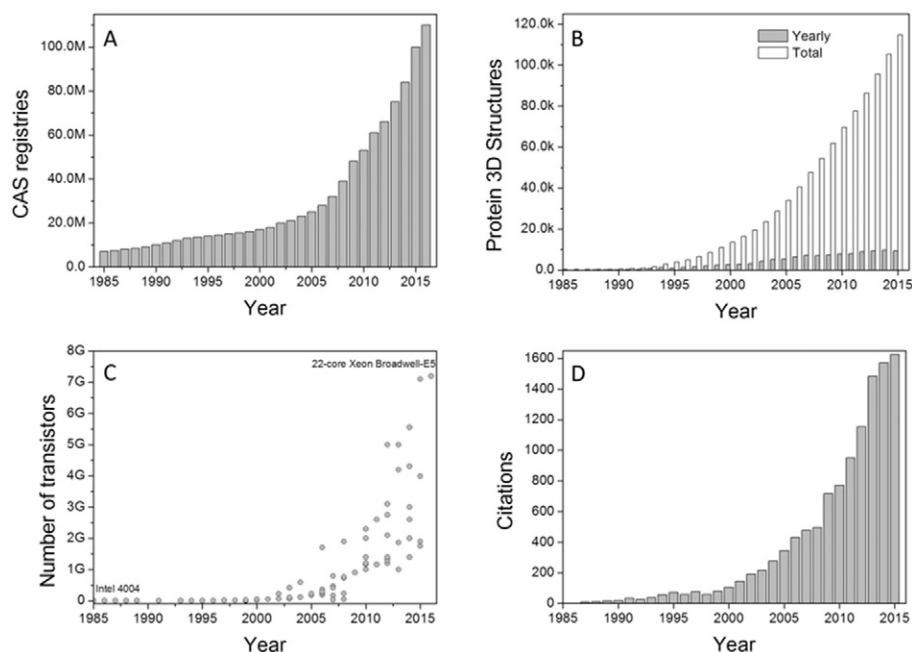 A
100.0M
80.0M
60.0M
40.0M
20.0M
0.0
CAS registries
1985 1990 1995 2000 2005 2010 2015
Year
B
Yearly
Total
120.0k
100.0k
80.0k
60.0k
40.0k
20.0k
0.0
Protein 3D Structures
1985 1990 1995 2000 2005 2010 2015
Year
C
22-core Xeon Broadwell-E5
8G
7G
6G
5G
4G
3G
2G
1G
0
Number of transistors
Intel 4004
1985 1990 1995 2000 2005 2010 2015
Year
D
1600
1400
1200
1000
800
600
400
200
0
Citations
1985 1990 1995 2000 2005 2010 2015
Year